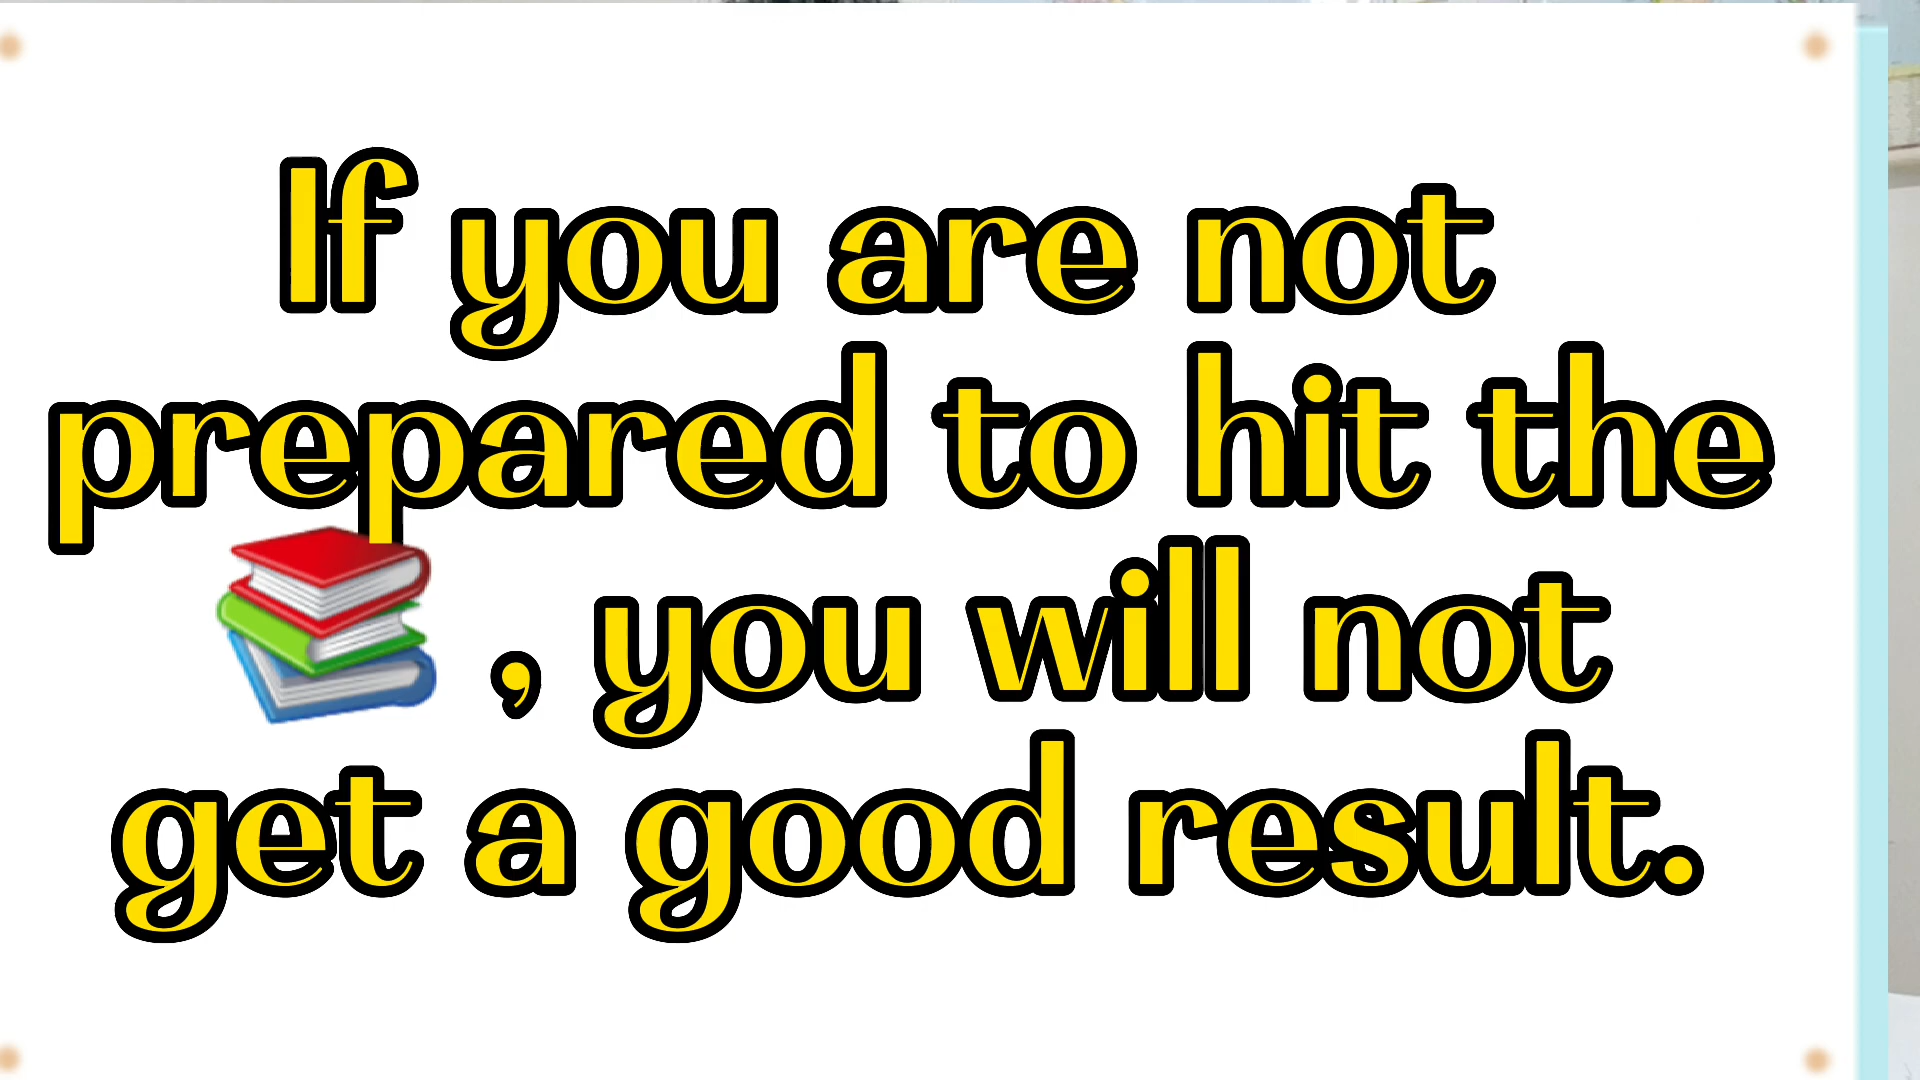 If you are not
prepared to hit the
📚 , you will not
get a good result.